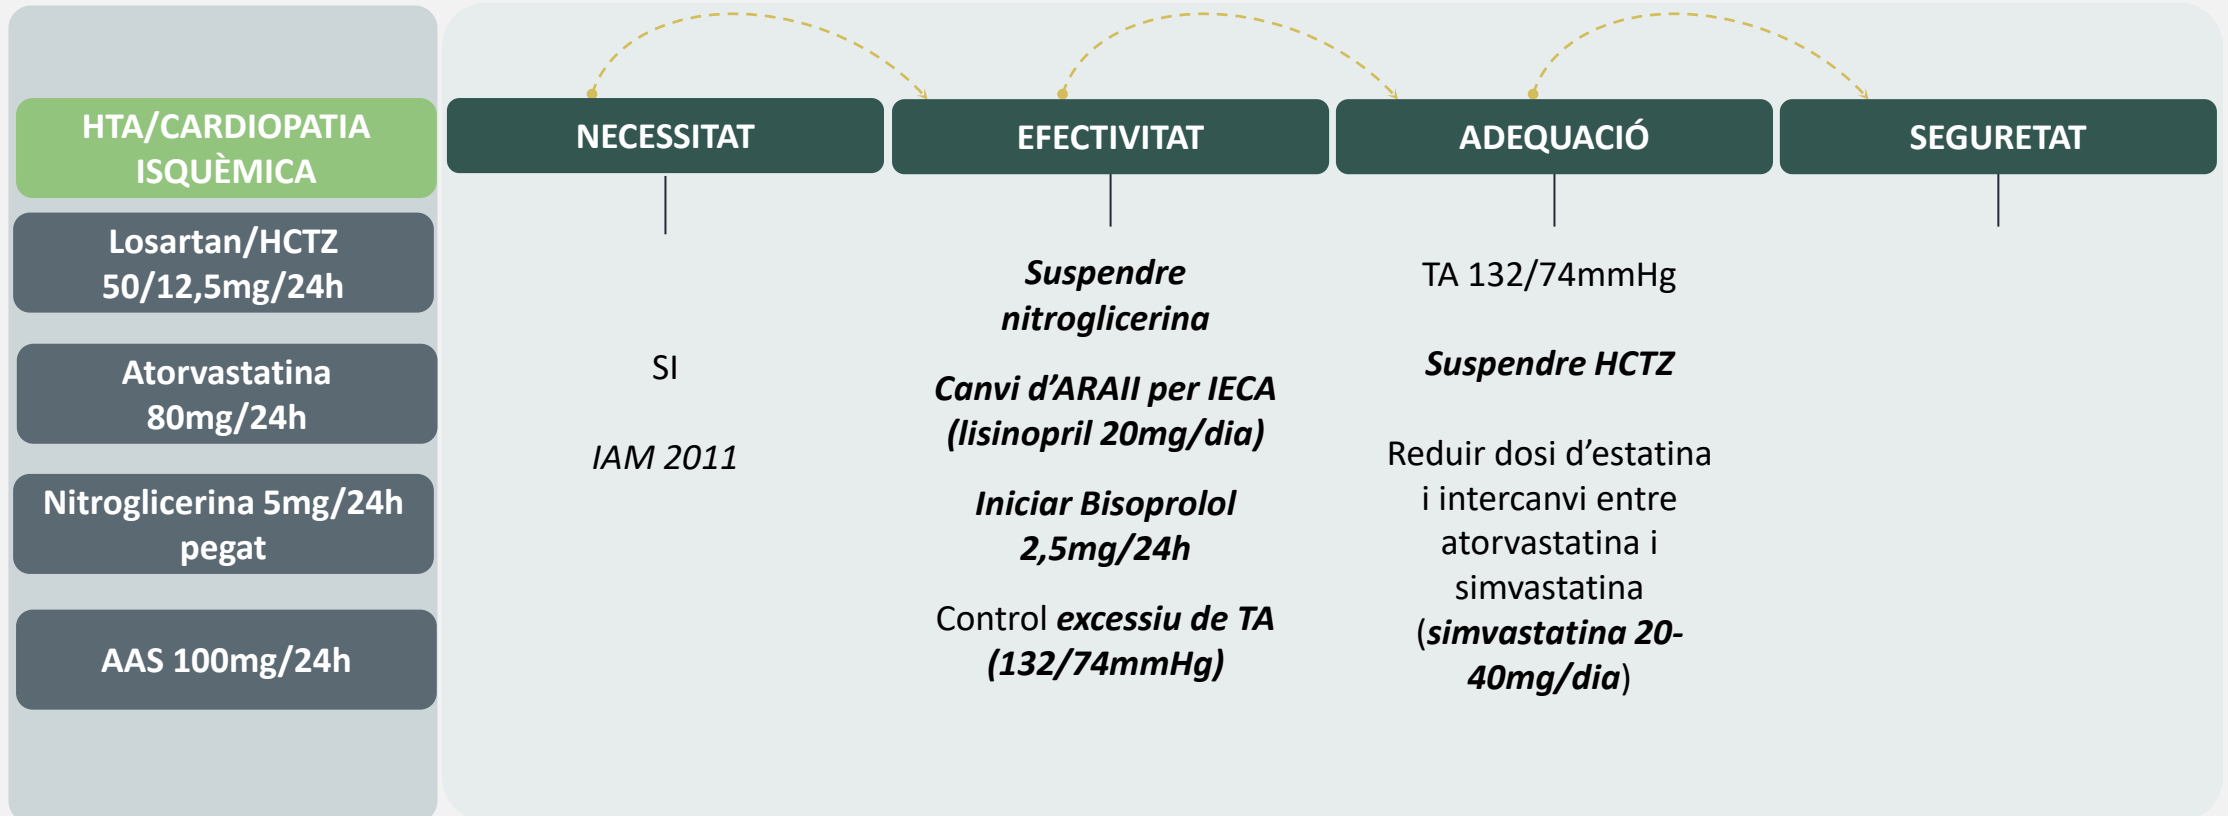 HTA/CARDIOPATIA
ISQUÈMICA
Losartan/HCTZ
50/12,5mg/24h
Atorvastatina
80mg/24h
Nitroglicerina 5mg/24h
pegat
AAS 100mg/24h
NECESSITAT
SI
IAM 2011
EFECTIVITAT
Suspendre
nitroglicerina
Canvi d’ARAII per IECA
(lisinopril 20mg/dia)
Iniciar Bisoprolol
2,5mg/24h
Control excessiu de TA
(132/74mmHg)
ADEQUACIÓ
TA 132/74mmHg
Suspendre HCTZ
Reduir dosi d’estatina
i intercanvi entre
atorvastatina i
simvastatina
(simvastatina 20-
40mg/dia)
SEGURETAT